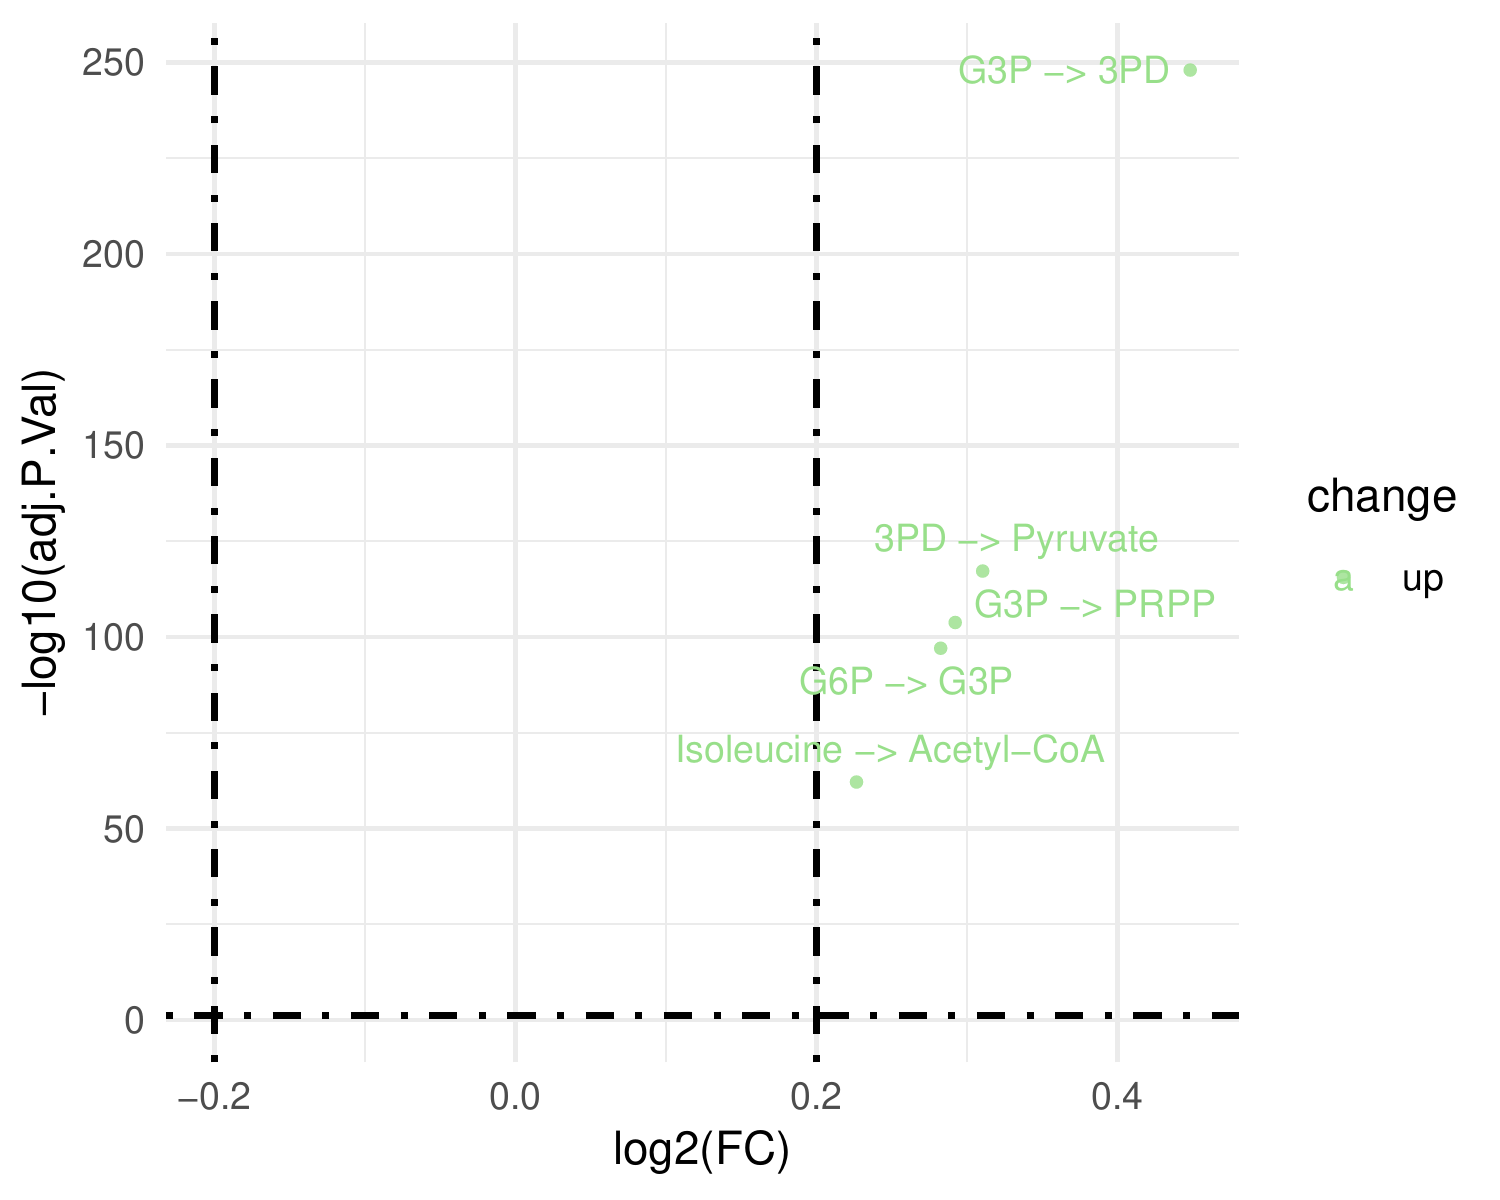 250
200
150
100
50
0
−log10(adj.P.Val)
G3P −> 3PD
3PD −> Pyruvate
G3P −> PRPP
G6P −> G3P
Isoleucine −> Acetyl−CoA
−0.2
0.0
0.2
0.4
log2(FC)
change
a up